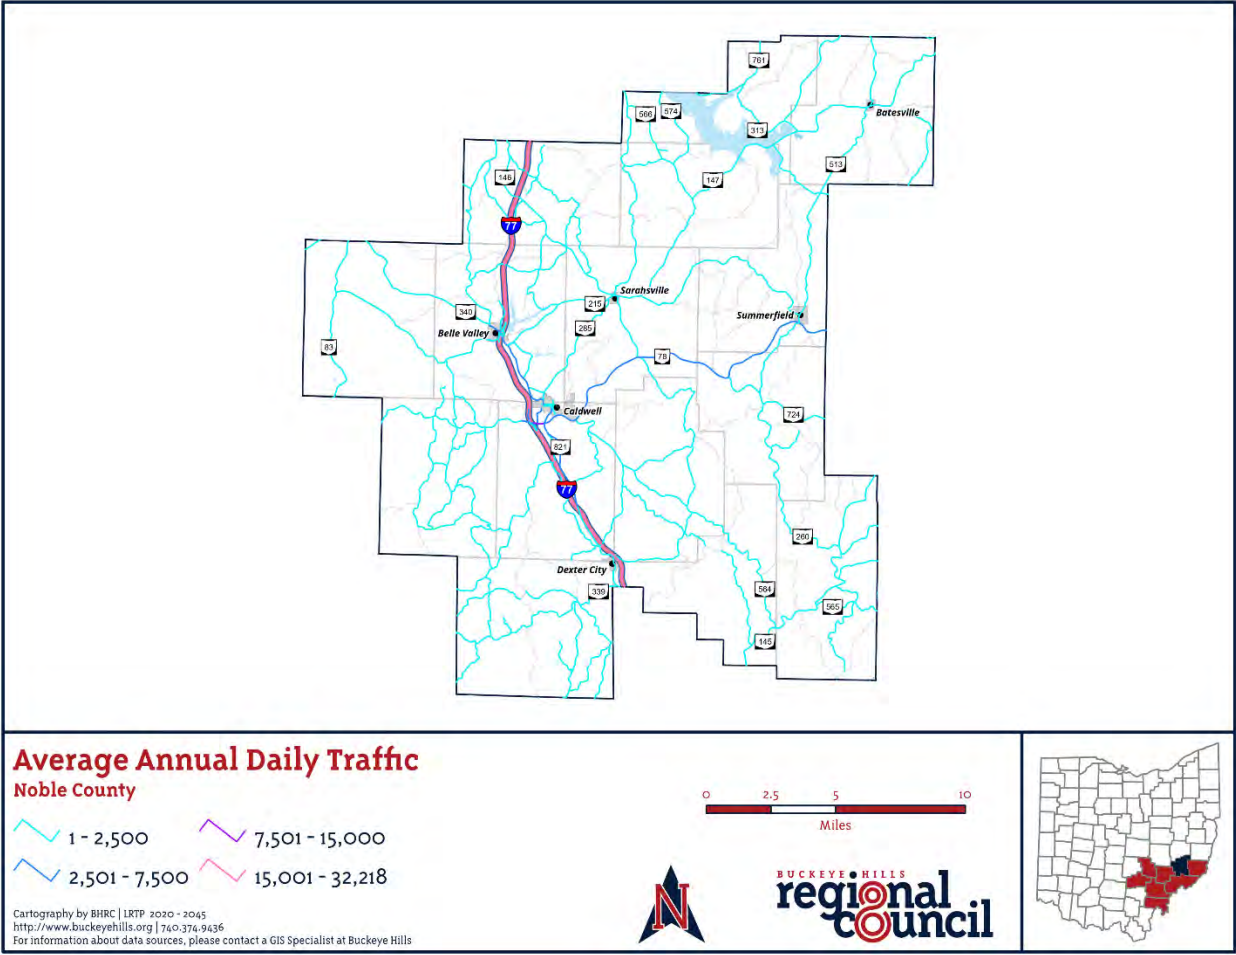 761
566
574
313
Batesville
513
147
146
77
Sarahsville
215
340
Summerfield
285
Belle Valley
83
78
Caldwell
724
821
77
260
Dexter City
564
339
565
145
Average Annual Daily Traffic
Noble County
1 - 2,500
7,501 - 15,000
2,501 - 7,500
15,001 - 32,218
Cartography by BHRC | LRTP 2020 - 2045
http://www.buckeyehills.org | 740.374.9436
For information about data sources, please contact a GIS Specialist at Buckeye Hills
0 2.5 5 10
Miles
N
BUCKEYE HILLS
regional
council